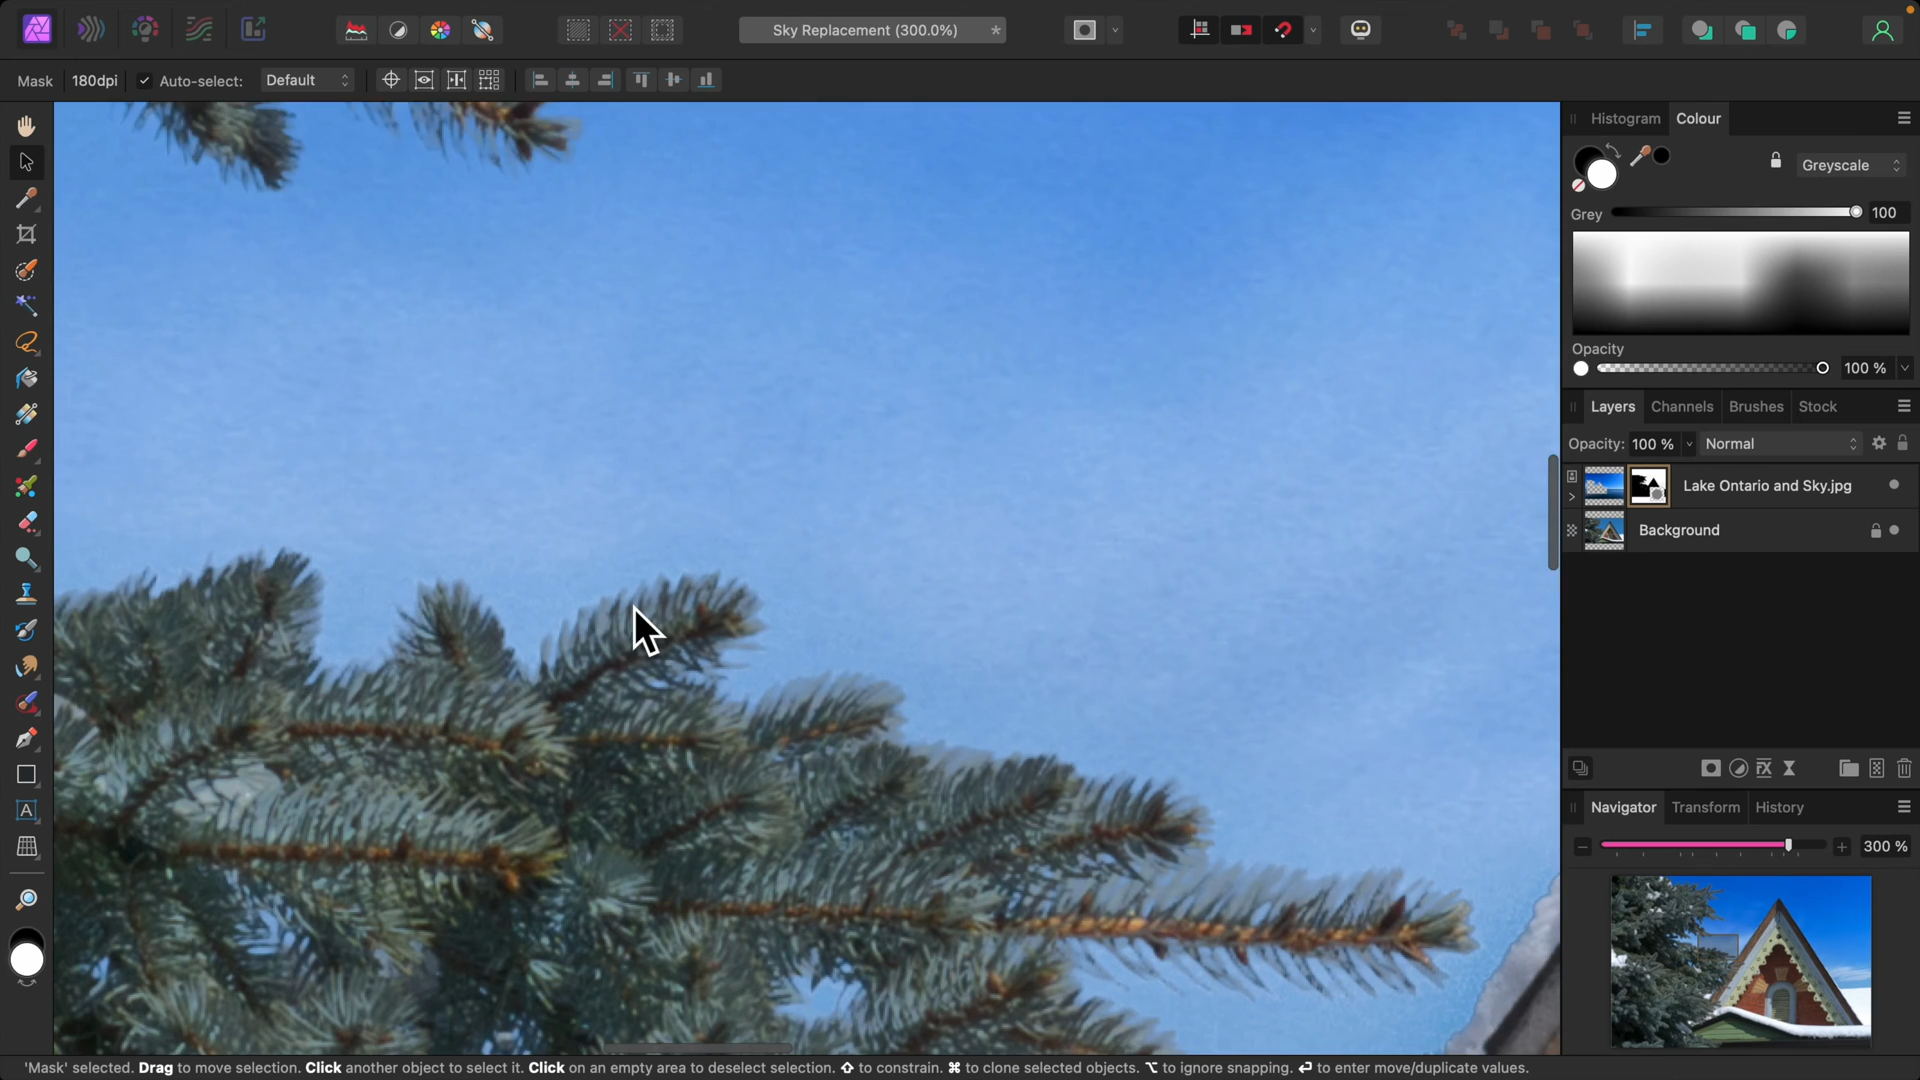 Sky Replacement (300.0%) *
Mask 180dpi Auto-select: Default
Histogram Colour
Greyscale
Grey 100
Opacity
100 %
Layers Channels Brushes Stock
Opacity: 100 % Normal
Lake Ontario and Sky.jpg
Background
Navigator Transform History
300 %
'Mask' selected. Drag to move selection. Click another object to select it. Click on an empty area to deselect selection. ⇧ to constrain. ⌘ to clone selected objects. ⌥ to ignore snapping. ↩ to enter move/duplicate values.